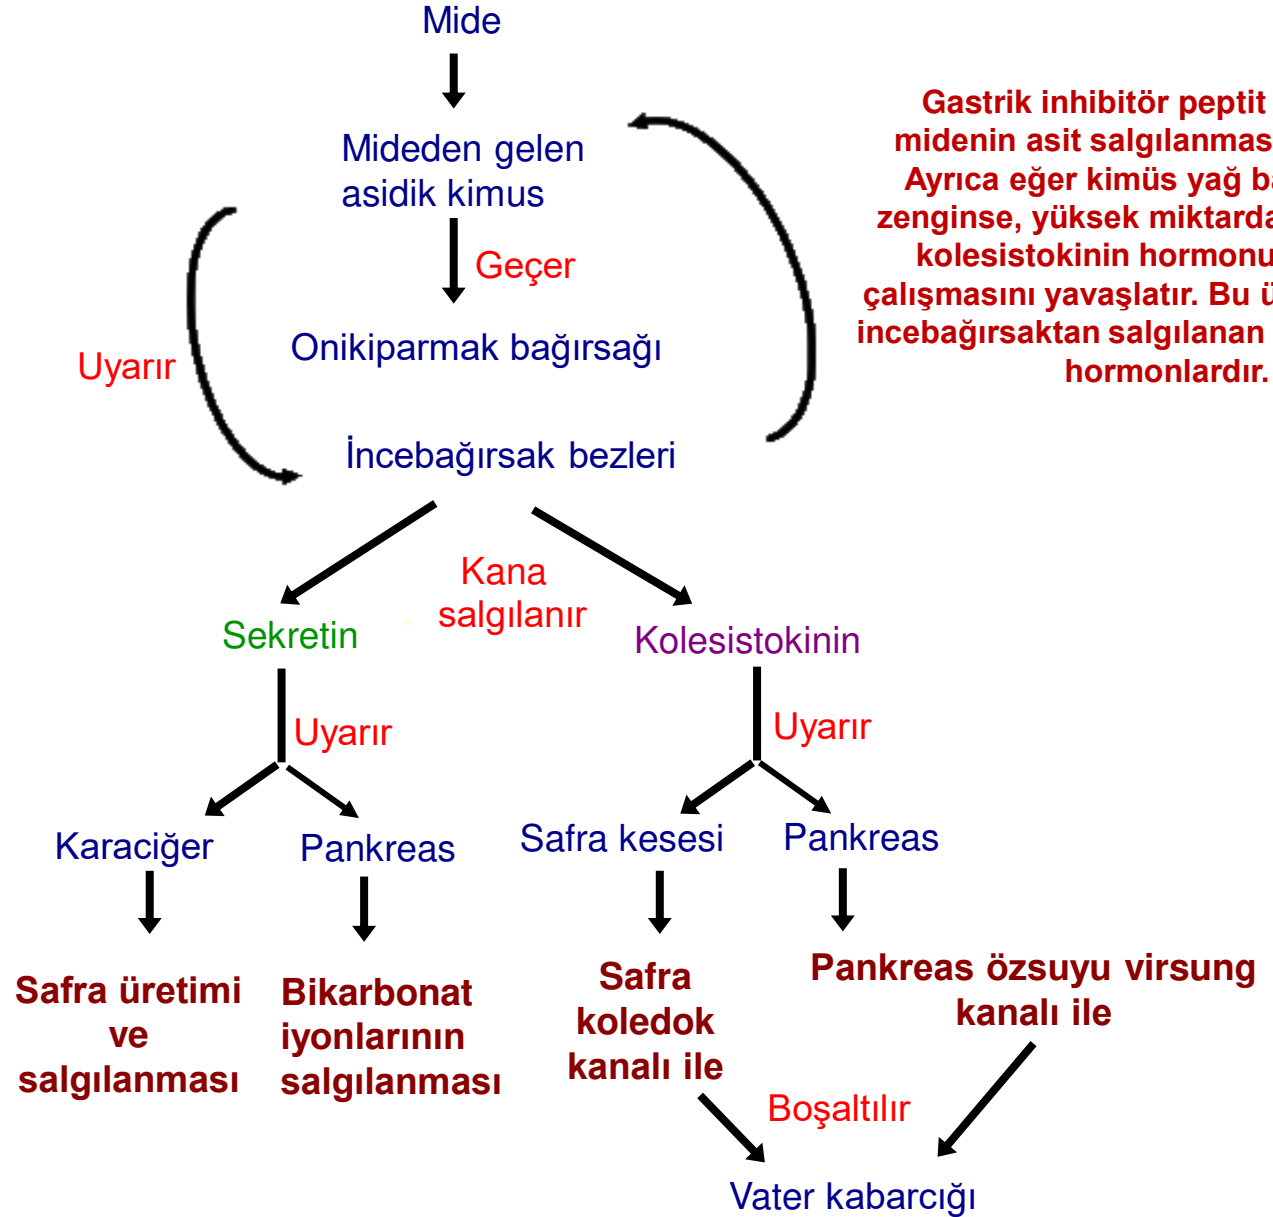 Mide
Mideden gelen
asidik kimus
Geçer
Onikiparmak bağırsağı
Uyarır
İncebağırsak bezleri
Gastrik inhibitör peptit
midenin asit
Ayrıca eğer kimüs yağ
zenginse, yüksek
kolesistokinin
çalışmasını yavaşlatır. Bu
incebağırsaktan salgılanan
hormonlardır.
Kana
salgılanır
Sekretin
Kolesistokinin
Uyarır
Uyarır
Karaciğer
Pankreas
Safra kesesi
Pankreas
Safra üretimi
ve
salgılanması
Bikarbonat
iyonlarının
salgılanması
Safra
koledok
kanalı ile
Pankreas özsuyu virsung
kanalı ile
Boşaltılır
Vater kabarcığı